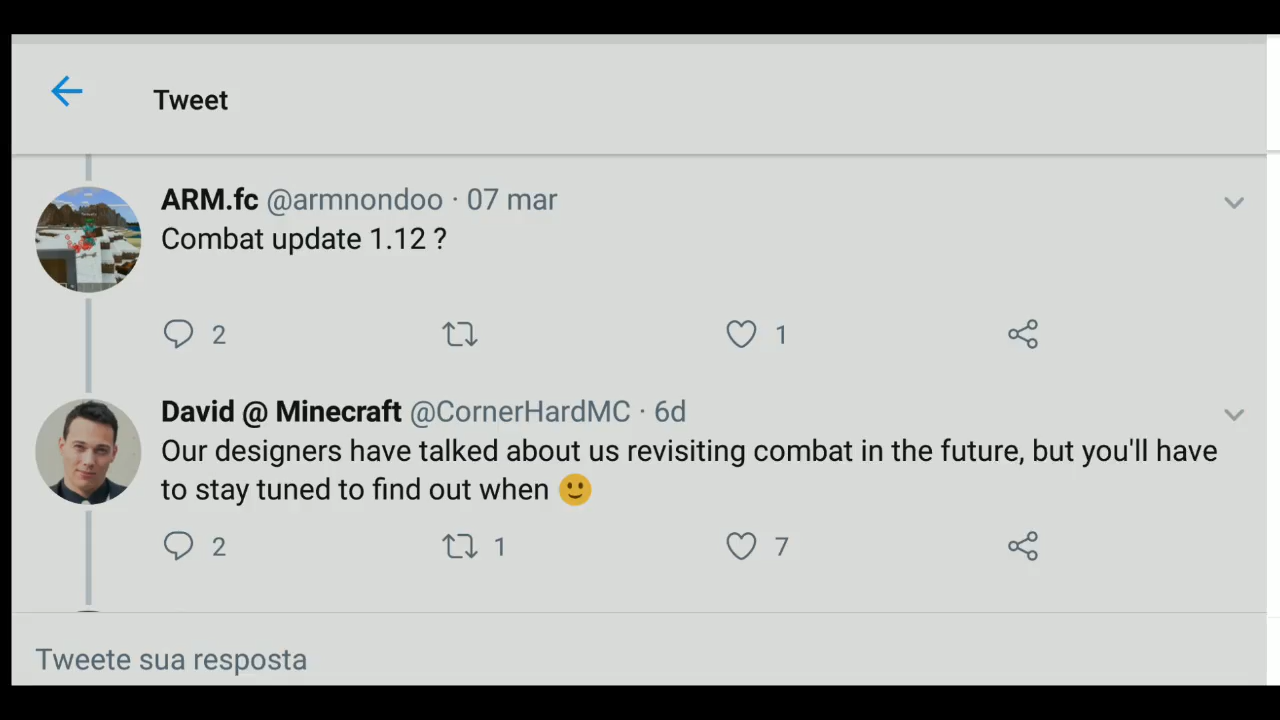 Tweet
ARM.fc @armnondoo · 07 mar
Combat update 1.12 ?
2
1
David @ Minecraft @CornerHardMC · 6d
Our designers have talked about us revisiting combat in the future, but you'll have
to stay tuned to find out when 🙂
2
1
7
Tweete sua resposta